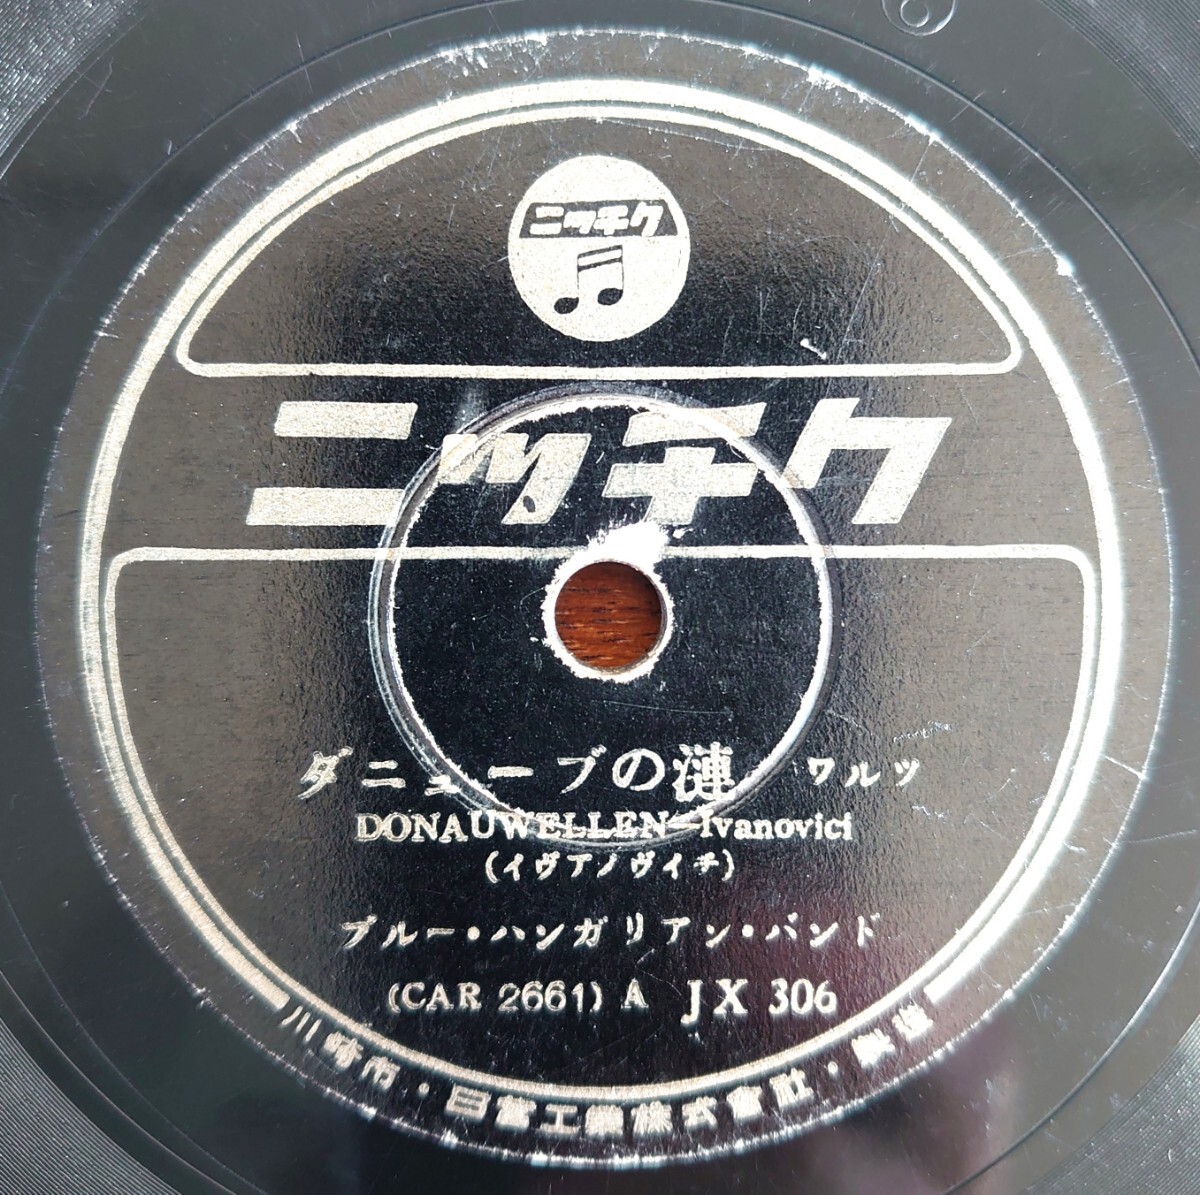 ニッチク
ニッチク
ダニューブの漣 ワルツ
DONAUWELLEN—Ivanovici
(イヴアノヴイチ)
ブルー・ハンガリアン・バンド
(CAR 2661) A JX 306
川崎市・日営工業株式會社・製造